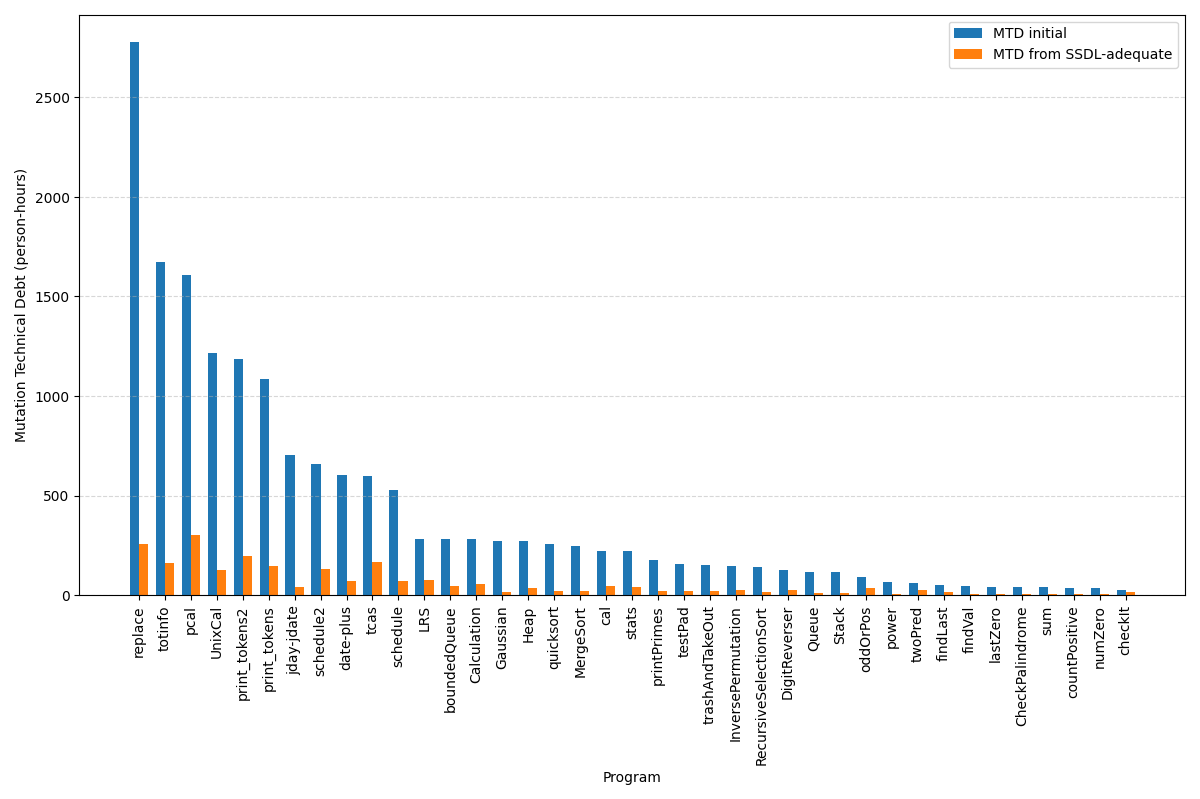 MTD initial
MTD from SSDL-adequate
Mutation Technical Debt (person-hours)
2500
2000
1500
1000
500
0
replace
totinfo
pcal
UnixCal
print_tokens2
print_tokens
jday-jdate
schedule2
date-plus
tcas
schedule
LRS
boundedQueue
Calculation
Gaussian
Heap
quicksort
MergeSort
cal
stats
printPrimes
testPad
trashAndTakeOut
InversePermutation
RecursiveSelectionSort
DigitReverser
Queue
Stack
oddOrPos
power
twoPred
findLast
findVal
lastZero
CheckPalindrome
sum
countPositive
numZero
checkIt
Program